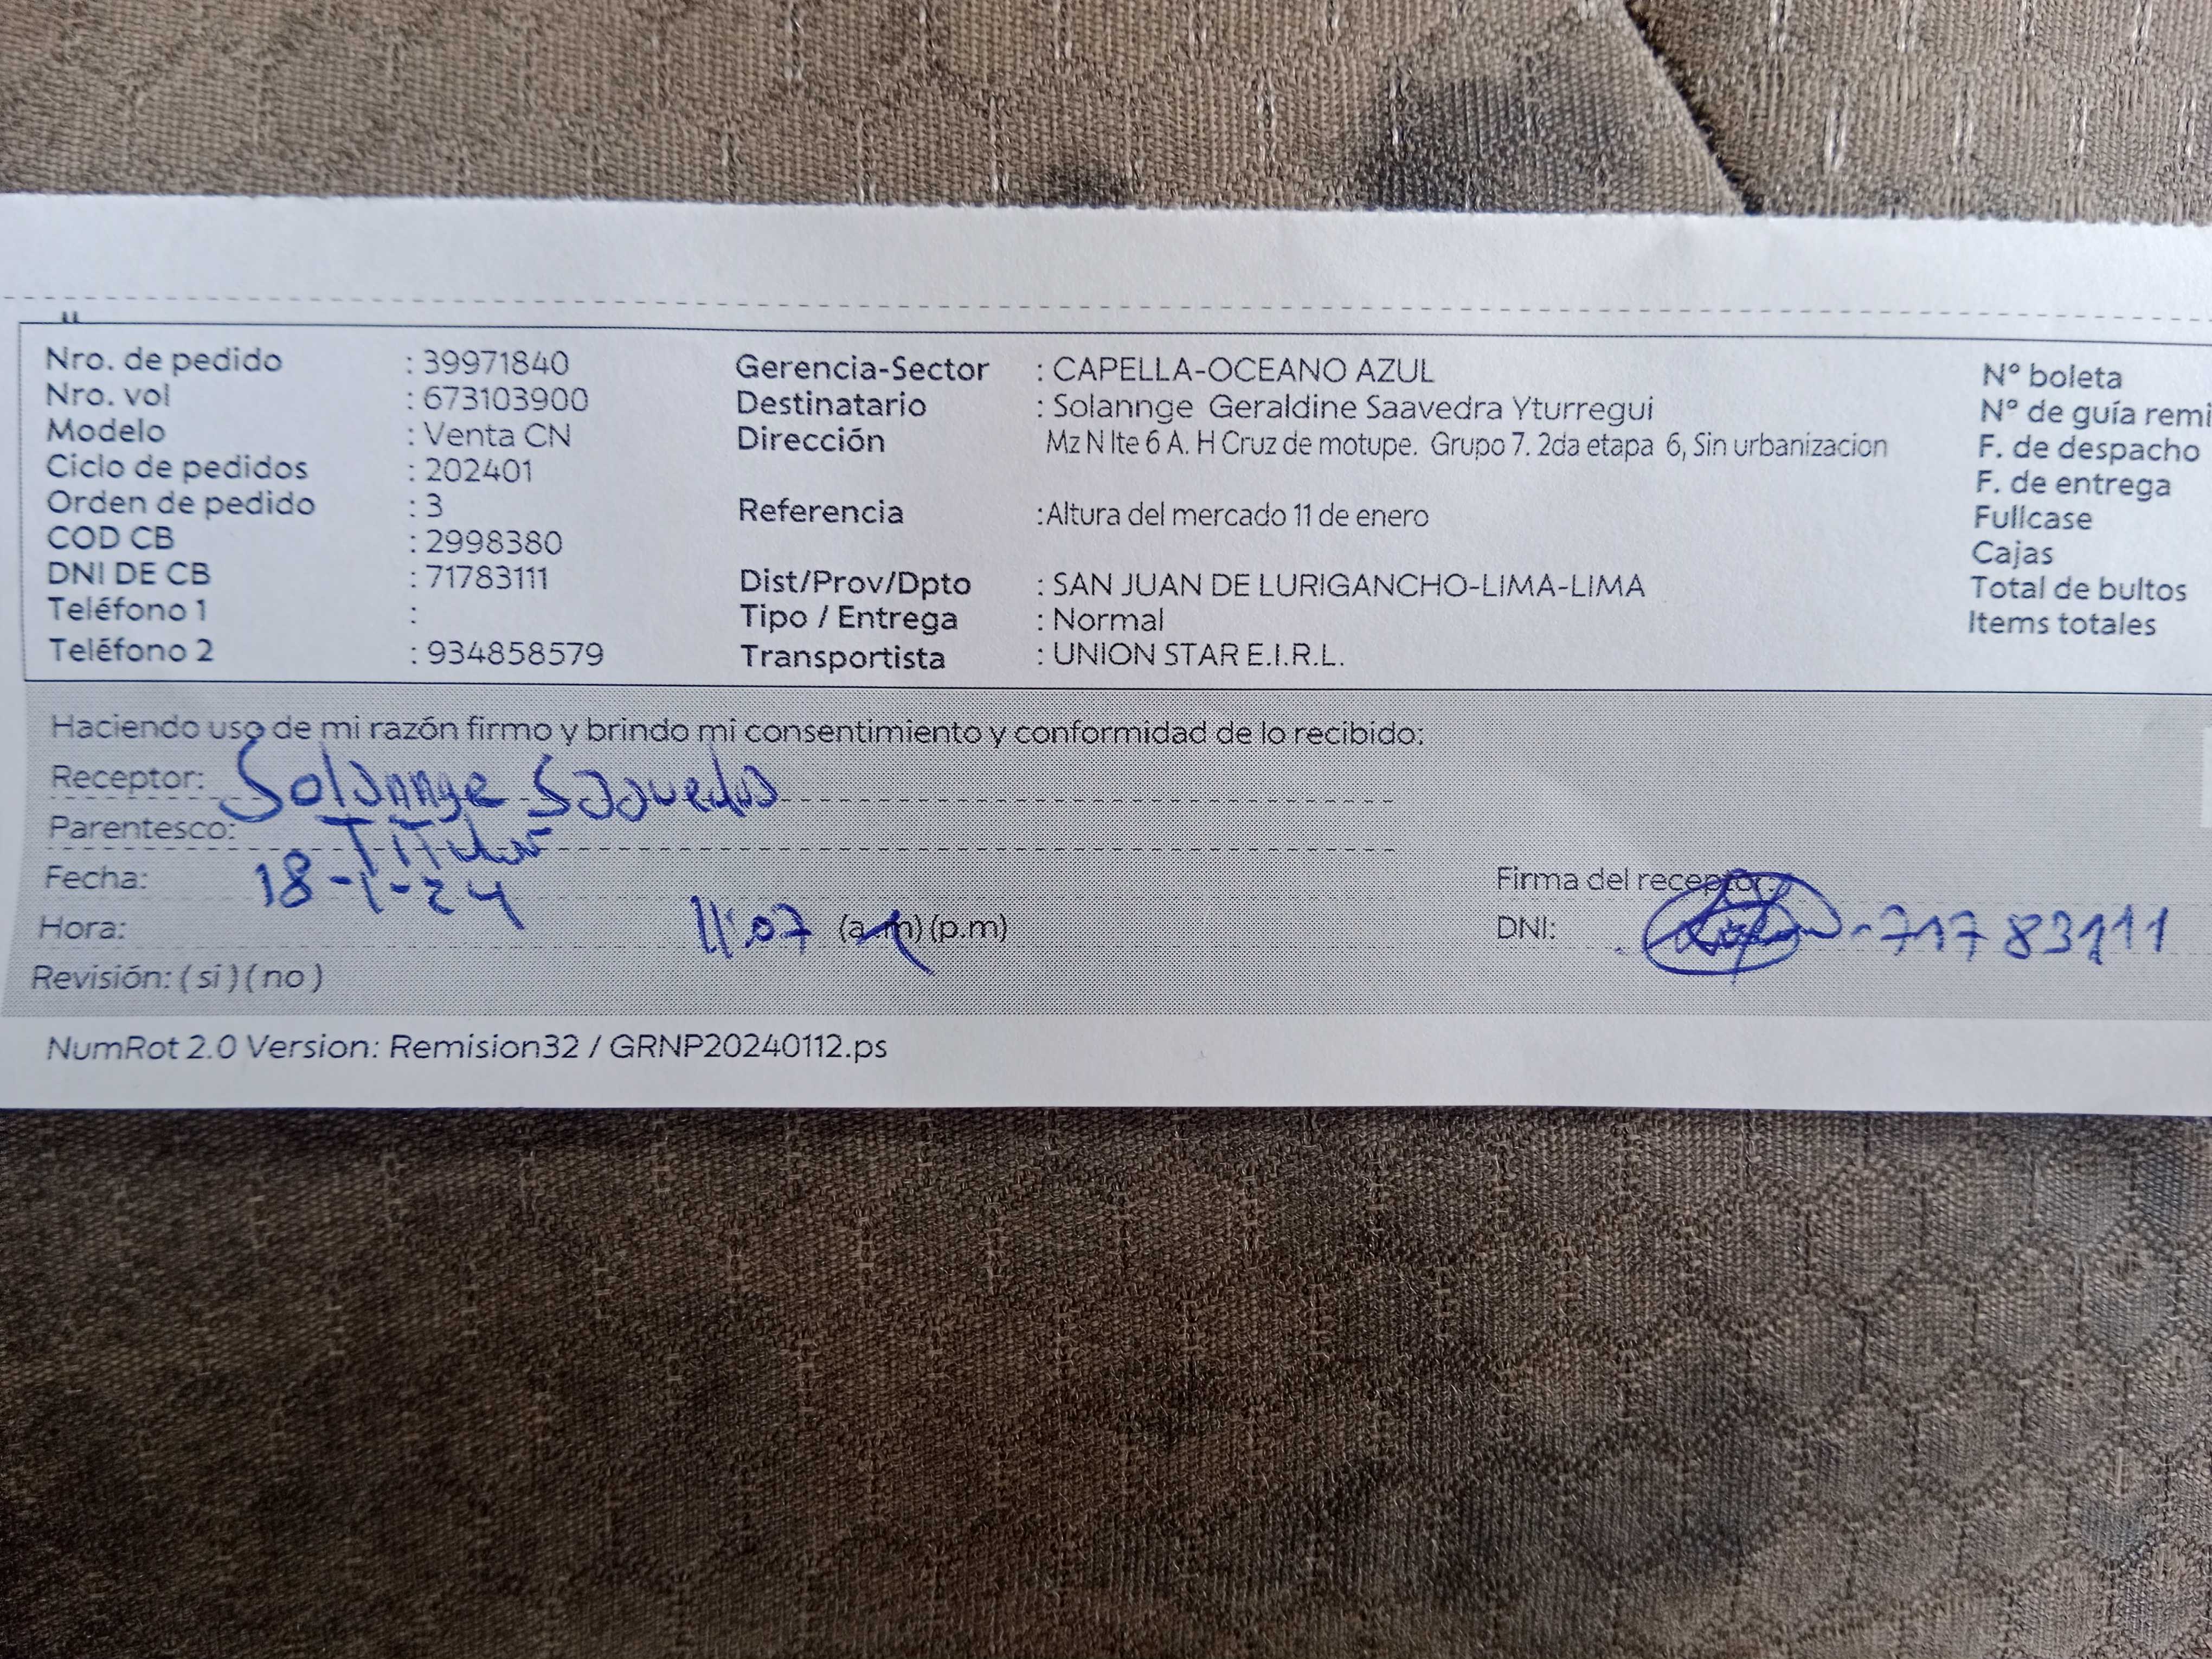 Nro. de pedido : 39971840 Gerencia-Sector : CAPELLA-OCEANO AZUL N° boleta
Nro. vol : 673103900 Destinatario : Solannge Geraldine Saavedra Yturregui N° de guía remi
Modelo : Venta CN Dirección Mz N lte 6 A. H Cruz de motupe. Grupo 7. 2da etapa 6, Sin urbanizacion F. de despacho
Ciclo de pedidos : 202401 F. de entrega
Orden de pedido : 3 Referencia :Altura del mercado 11 de enero Fullcase
COD CB : 2998380 Cajas
DNI DE CB : 71783111 Dist/Prov/Dpto : SAN JUAN DE LURIGANCHO-LIMA-LIMA Total de bultos
Teléfono 1 : Tipo / Entrega : Normal Items totales
Teléfono 2 : 934858579 Transportista : UNION STAR E.I.R.L.
Haciendo uso de mi razón firmo y brindo mi consentimiento y conformidad de lo recibido:
Receptor: Solannge Saavedra
Parentesco: Titular
Fecha: 18-1-24 Firma del receptor:
Hora: 11:07 (a.m) (p.m) DNI: -71783111
Revisión: ( si ) ( no )
NumRot 2.0 Version: Remision32 / GRNP20240112.ps